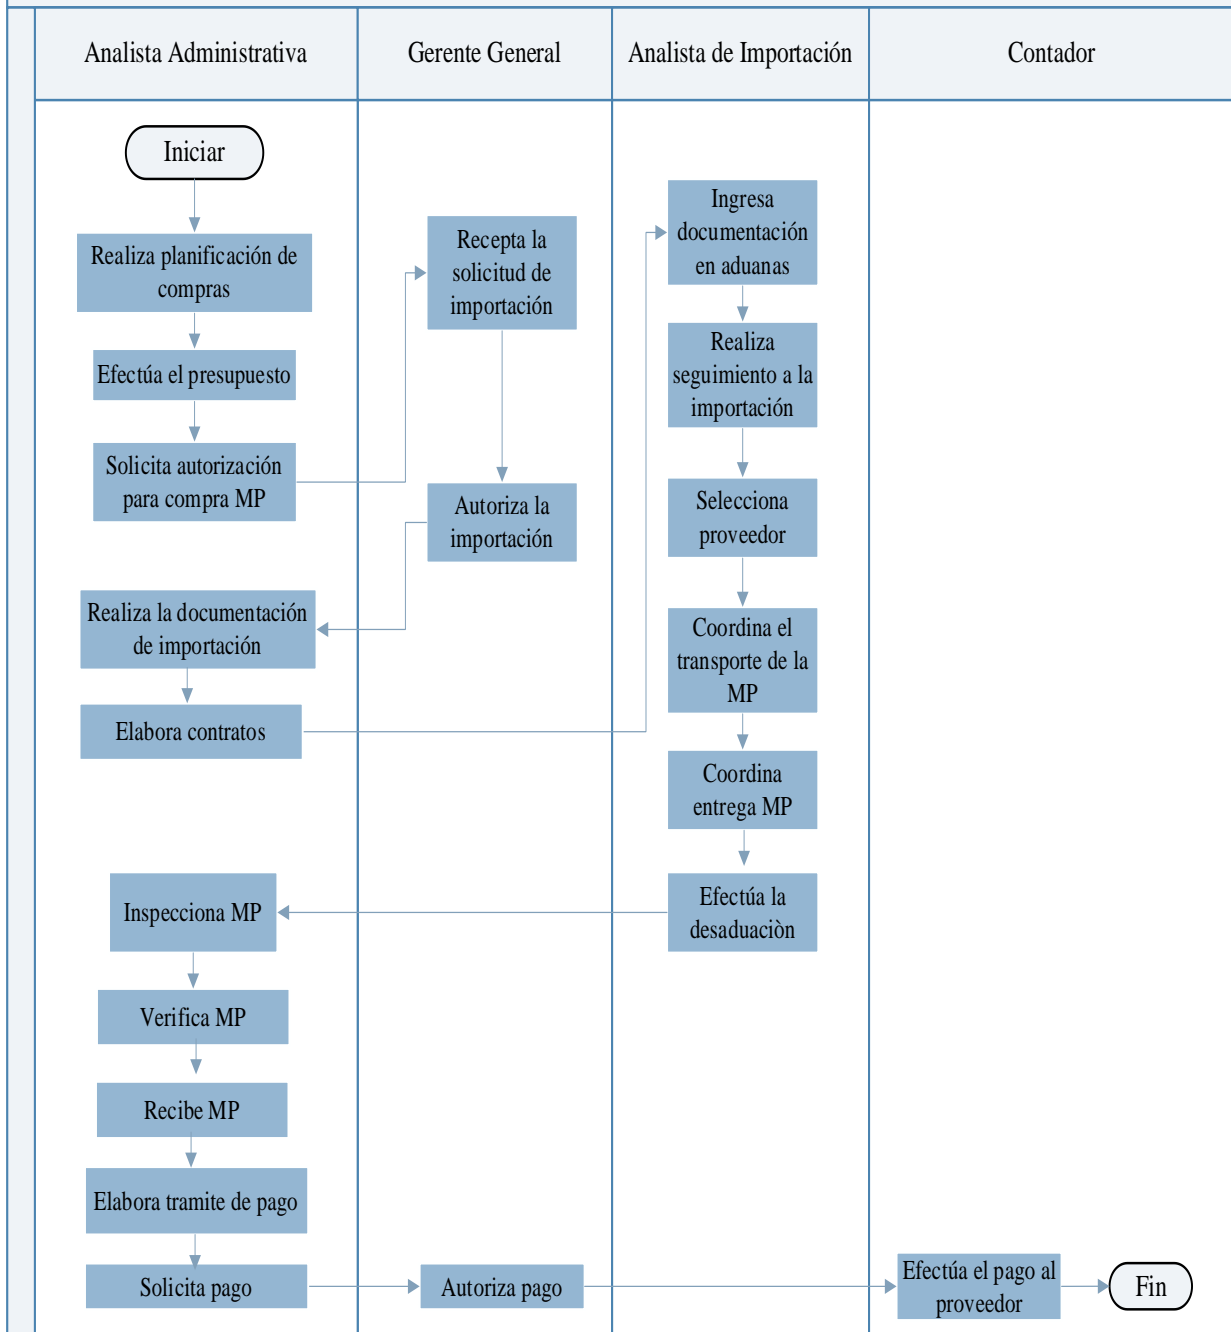 Analista Administrativa
Gerente General
Analista de Importación
Contador
Iniciar
Realiza planificación de
compras
Efectúa el presupuesto
Solicita autorización
para compra MP
Recepta la
solicitud de
importación
Autoriza la
importación
Realiza la documentación
de importación
Elabora contratos
Ingresa
documentación
en aduanas
Realiza
seguimiento a la
importación
Selecciona
proveedor
Coordina el
transporte de la
MP
Coordina
entrega MP
Efectúa la
desaduaciòn
Inspecciona MP
Verifica MP
Recibe MP
Elabora tramite de pago
Solicita pago
Autoriza pago
Efectúa el pago al
proveedor
Fin